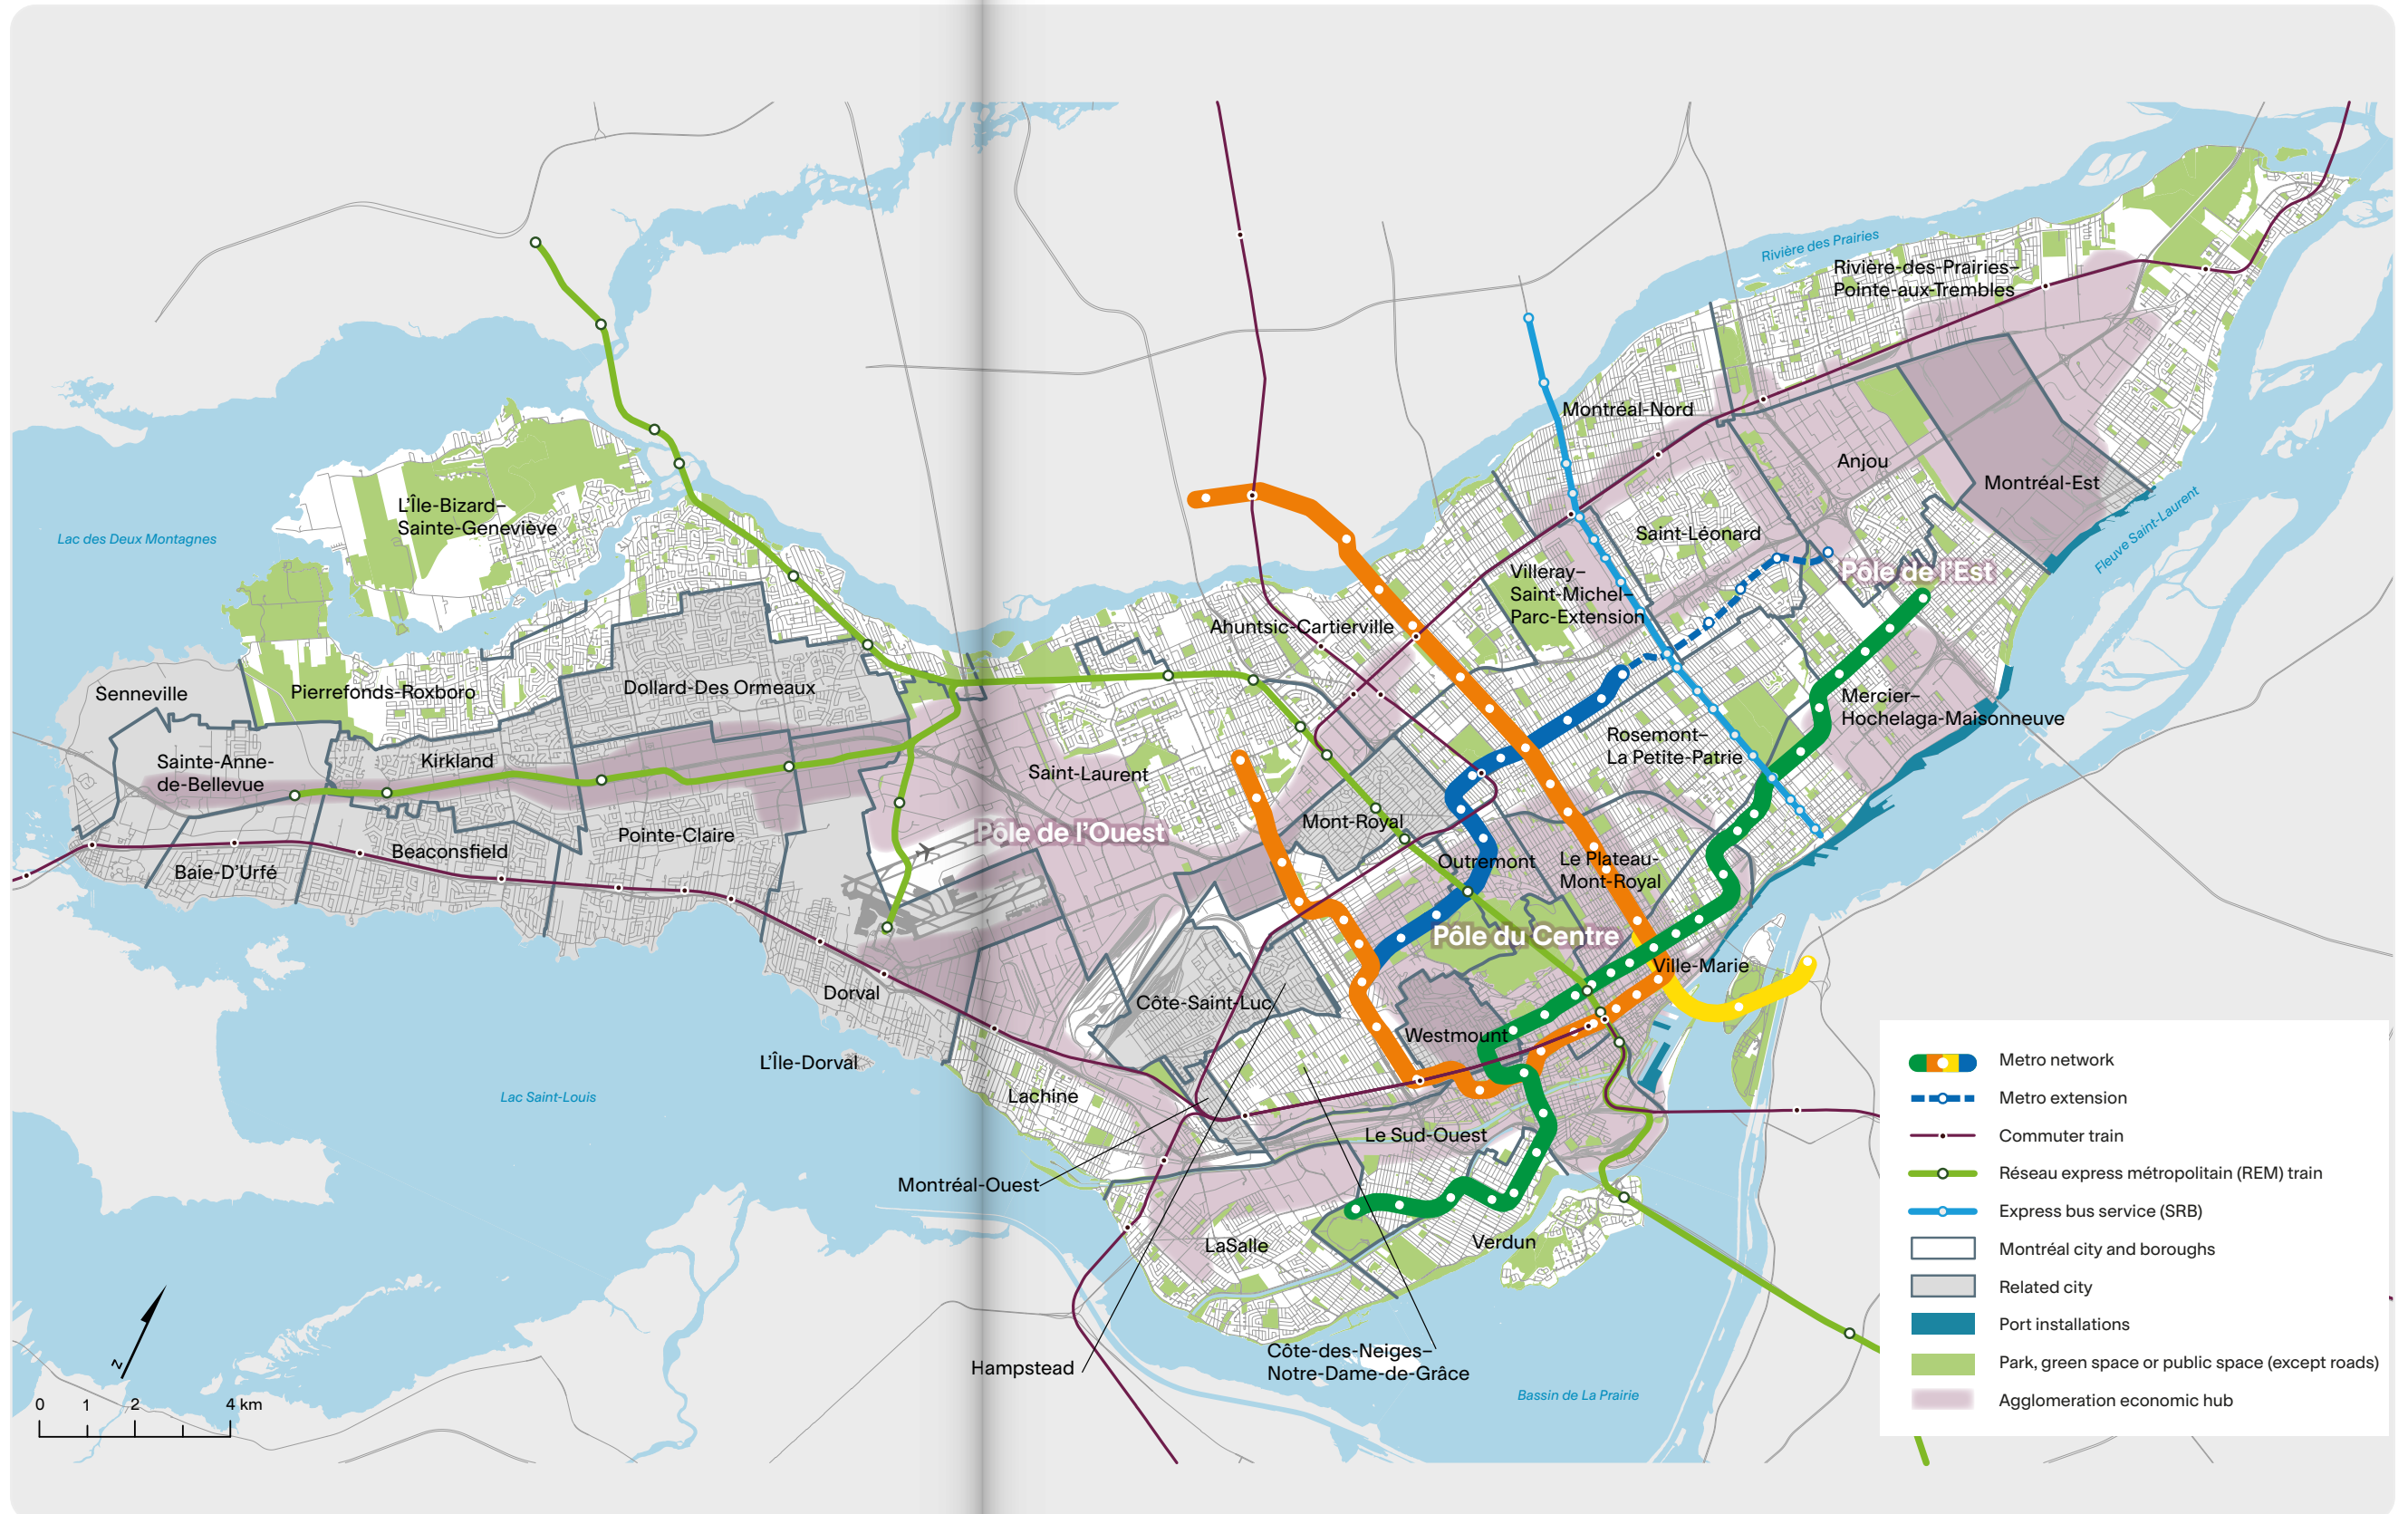 Rivière des Prairies
Rivière-des-Prairies–
Pointe-aux-Trembles
Montréal-Nord
Anjou
Montréal-Est
L'Île-Bizard–
Sainte-Geneviève
Lac des Deux Montagnes
Saint-Léonard
Fleuve Saint-Laurent
Pôle de l'Est
Villeray–
Saint-Michel–
Parc-Extension
Ahuntsic-Cartierville
Senneville
Pierrefonds-Roxboro
Dollard-Des Ormeaux
Mercier–
Hochelaga-Maisonneuve
Sainte-Anne-
de-Bellevue
Kirkland
Saint-Laurent
Rosemont–
La Petite-Patrie
Pointe-Claire
Pôle de l'Ouest
Mont-Royal
Beaconsfield
Baie-D'Urfé
Outremont
Le Plateau-
Mont-Royal
Pôle du Centre
Ville-Marie
Dorval
Côte-Saint-Luc
Westmount
L'Île-Dorval
Lac Saint-Louis
Lachine
Le Sud-Ouest
Montréal-Ouest
LaSalle
Verdun
Hampstead
Côte-des-Neiges–
Notre-Dame-de-Grâce
Bassin de La Prairie
N
0 1 2 4 km
Metro network
Metro extension
Commuter train
Réseau express métropolitain (REM) train
Express bus service (SRB)
Montréal city and boroughs
Related city
Port installations
Park, green space or public space (except roads)
Agglomeration economic hub